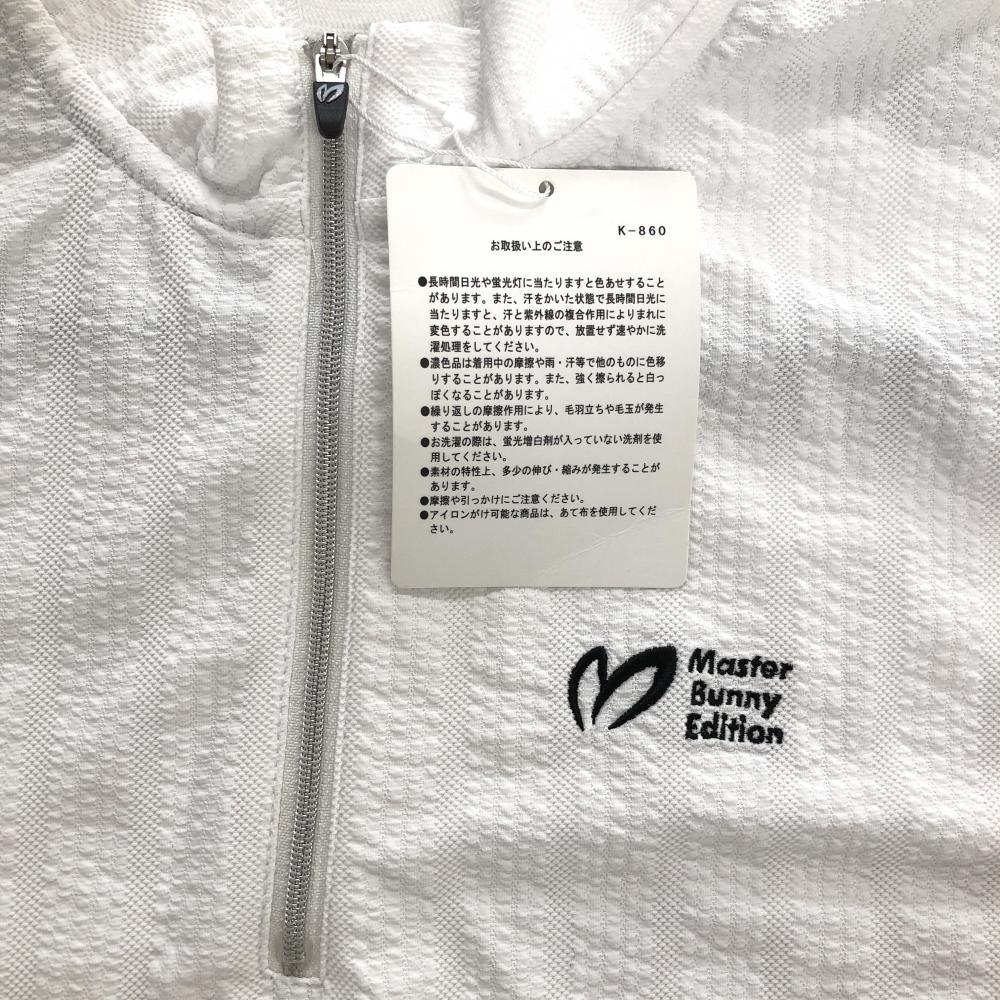 K-860
お取扱い上のご注意
●長時間日光や蛍光灯に当たりますと色あせすること
があります。また、汗をかいた状態で長時間日光に
当たりますと、汗と紫外線の複合作用によりまれに
変色することがありますので、放置せず速やかに洗
濯処理をしてください。
●濃色品は着用中の摩擦や雨・汗等で他のものに色移
りすることがあります。また、強く擦られると白っ
ぽくなることがあります。
●繰り返しの摩擦作用により、毛羽立ちや毛玉が発生
することがあります。
●お洗濯の際は、蛍光増白剤が入っていない洗剤を使
用してください。
●素材の特性上、多少の伸び・縮みが発生することが
あります。
●摩擦や引っかけにご注意ください。
●アイロンがけ可能な商品は、あて布を使用してくだ
さい。
Master
Bunny
Edition